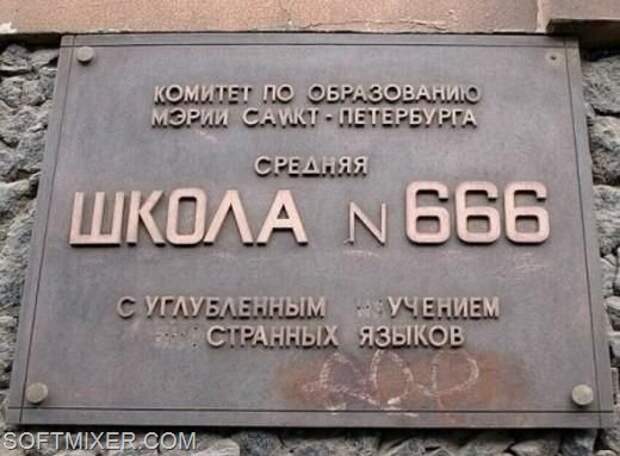 КОМИТЕТ ПО ОБРАЗОВАНИЮ
МЭРИИ САНКТ-ПЕТЕРБУРГА
СРЕДНЯЯ
ШКОЛА N 666
С УГЛУБЛЕННЫМ УЧЕНИЕМ
СТРАННЫХ ЯЗЫКОВ
SOFTMIXER.COM